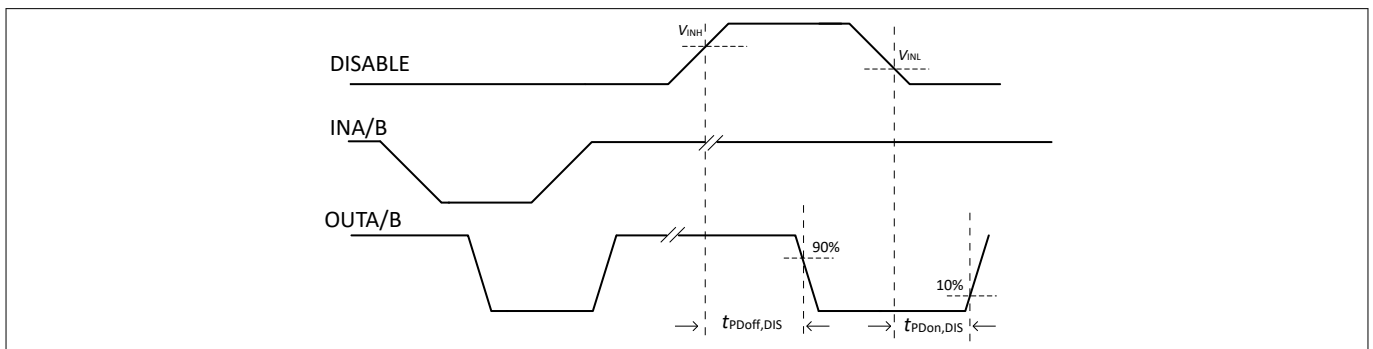 VINH
VINL
DISABLE
INA/B
OUTA/B
90%
10%
tPDoff,DIS
tPDon,DIS